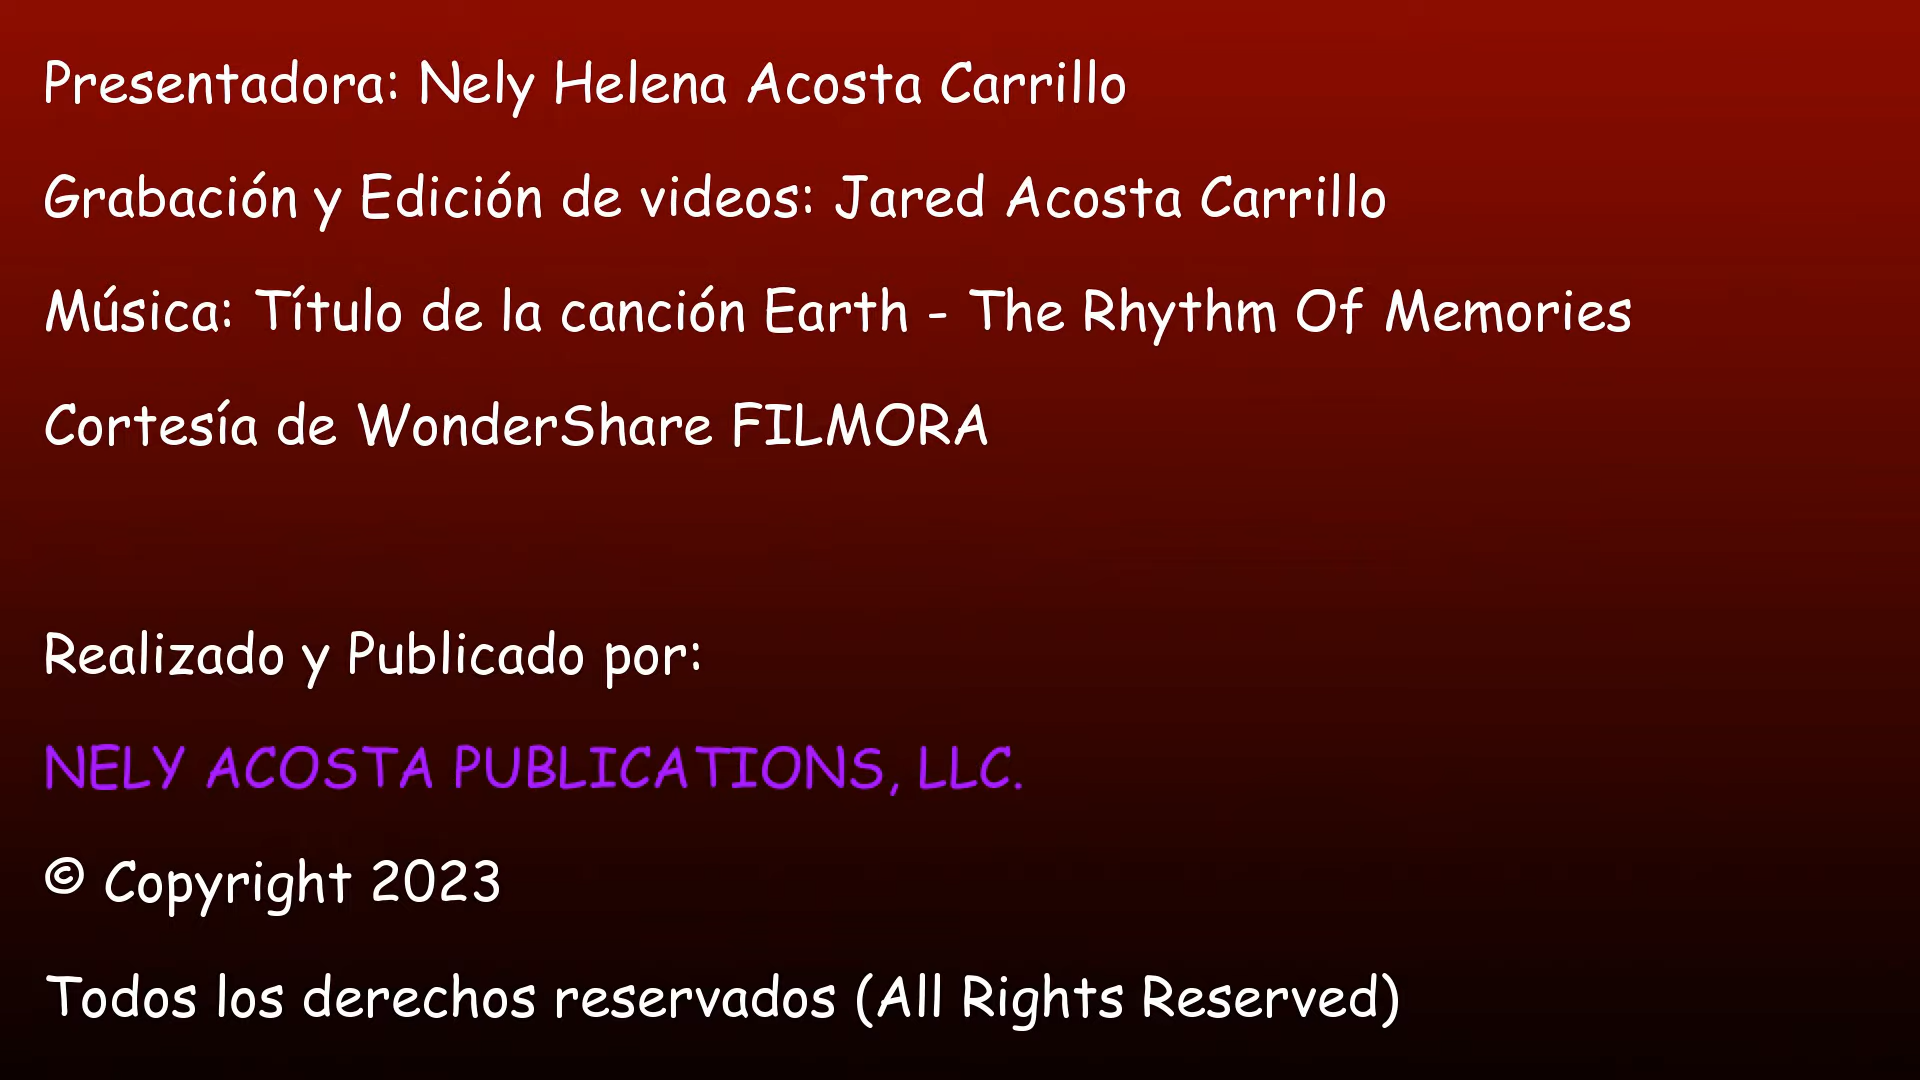 Presentadora: Nely Helena Acosta Carrillo
Grabación y Edición de videos: Jared Acosta Carrillo
Música: Título de la canción Earth - The Rhythm Of Memories
Cortesía de WonderShare FILMORA
Realizado y Publicado por:
NELY ACOSTA PUBLICATIONS, LLC.
© Copyright 2023
Todos los derechos reservados (All Rights Reserved)